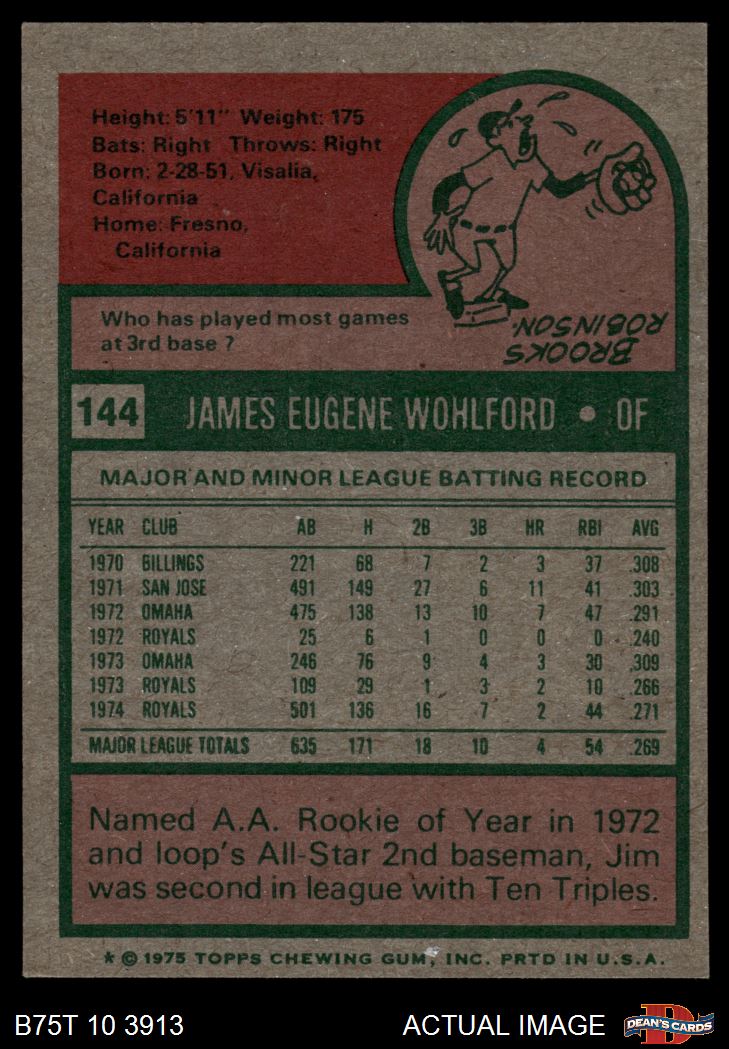 Height: 5'11" Weight: 175
Bats: Right Throws: Right
Born: 2-28-51, Visalia,
California
Home: Fresno,
California
Who has played most games
at 3rd base ?
BROOKS
ROBINSON.
144 JAMES EUGENE WOHLFORD • OF
MAJOR AND MINOR LEAGUE BATTING RECORD
YEAR CLUB AB H 2B 3B HR RBI AVG
1970 BILLINGS 221 68 7 2 3 37 .308
1971 SAN JOSE 491 149 27 6 11 41 .303
1972 OMAHA 475 138 13 10 7 47 .291
1972 ROYALS 25 6 1 0 0 0 .240
1973 OMAHA 246 76 9 4 3 30 .309
1973 ROYALS 109 29 1 3 2 10 .266
1974 ROYALS 501 136 16 7 2 44 .271
MAJOR LEAGUE TOTALS 635 171 18 10 4 54 .269
Named A.A. Rookie of Year in 1972
and loop's All-Star 2nd baseman, Jim
was second in league with Ten Triples.
* © 1975 TOPPS CHEWING GUM, INC. PRTD IN U.S.A.
B75T 10 3913 ACTUAL IMAGE D DEAN'S CARDS